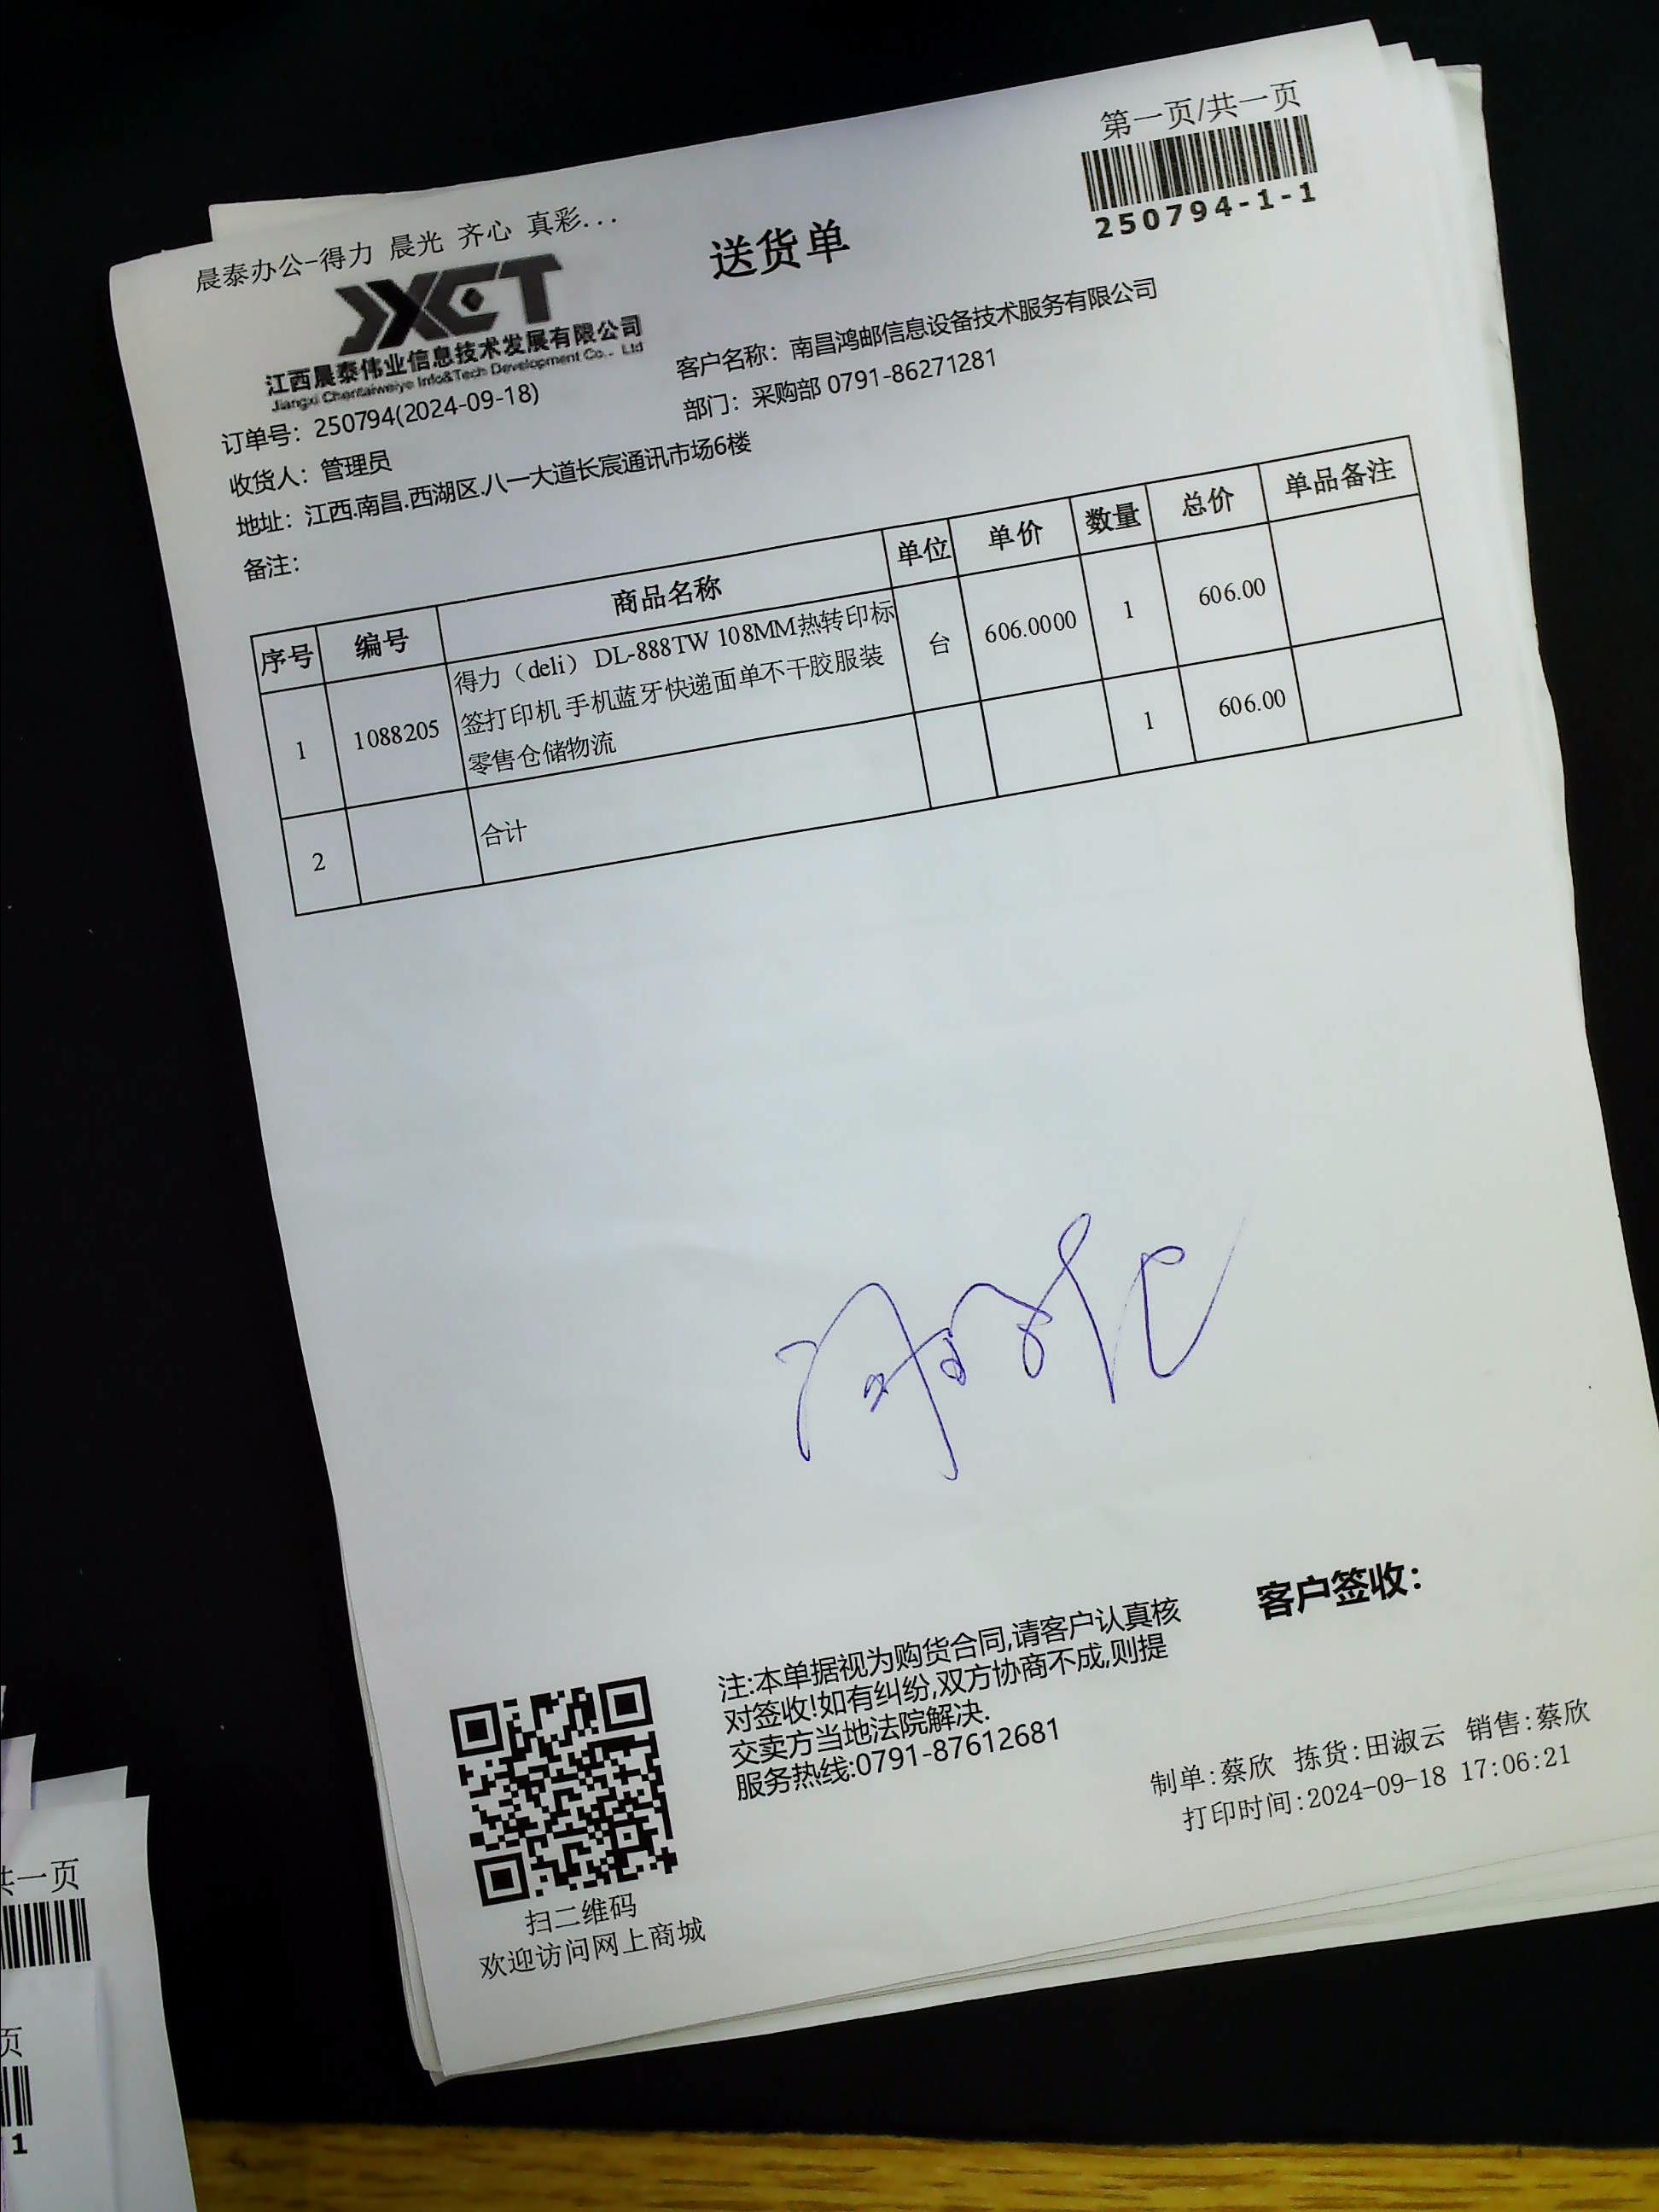 第一页/共一页
250794-1-1
晨泰办公-得力 晨光 齐心 真彩...
送货单
JXCT
江西晨泰伟业信息技术发展有限公司
Jiangxi Chentaiweiye Info&Tech Development Co., Ltd
订单号：250794(2024-09-18)
客户名称：南昌鸿邮信息设备技术服务有限公司
收货人：管理员
部门：采购部 0791-86271281
地址：江西.南昌.西湖区.八一大道长宸通讯市场6楼
备注：
序号 编号 商品名称 单位 单价 数量 总价 单品备注
1 1088205 得力（deli） DL-888TW 108MM热转印标
签打印机 手机蓝牙快递面单不干胶服装
零售仓储物流 台 606.0000 1 606.00
2 合计 1 606.00
客户签收：
注:本单据视为购货合同,请客户认真核
对签收!如有纠纷,双方协商不成,则提
交卖方当地法院解决.
服务热线:0791-87612681
制单:蔡欣 拣货:田淑云 销售:蔡欣
打印时间:2024-09-18 17:06:21
扫二维码
欢迎访问网上商城
共一页
页
1